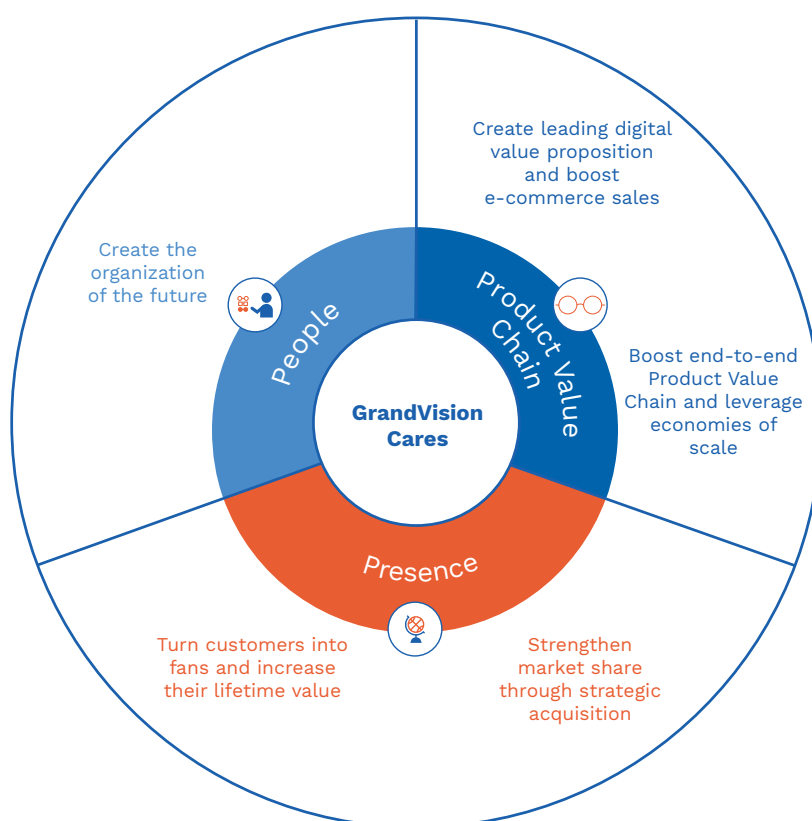 Create leading digital
value proposition
and boost
e-commerce sales
Create the
organization
of the future
People
Product Value
Chain
GrandVision
Cares
Boost end-to-end
Product Value
Chain and leverage
economies of
scale
Presence
Turn customers into
fans and increase
their lifetime value
Strengthen
market share
through strategic
acquisition